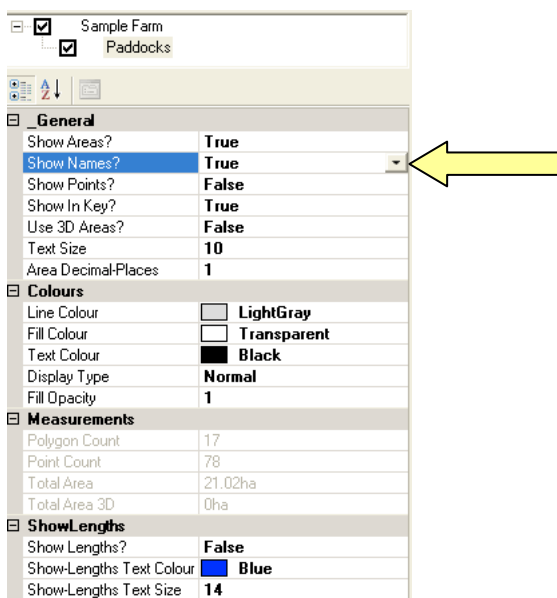 Sample Farm
Paddocks
_General
Show Areas? True
Show Names? True
Show Points? False
Show In Key? True
Use 3D Areas? False
Text Size 10
Area Decimal-Places 1
Colours
Line Colour LightGray
Fill Colour Transparent
Text Colour Black
Display Type Normal
Fill Opacity 1
Measurements
Polygon Count 17
Point Count 78
Total Area 21.02ha
Total Area 3D 0ha
ShowLengths
Show Lengths? False
Show-Lengths Text Colour Blue
Show-Lengths Text Size 14